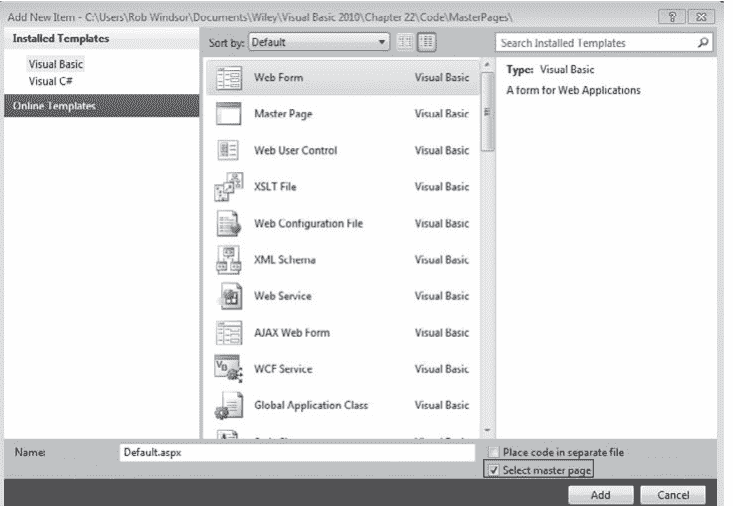 Add New Item - C:\Users\Rob Windsor\Documents\Wiley\Visual Basic 2010\Chapter 22\Code\MasterPages\
Installed Templates
Visual Basic
Visual C#
Online Templates
Sort by: Default
Search Installed Templates
Web Form Visual Basic
Master Page Visual Basic
Web User Control Visual Basic
XSLT File Visual Basic
Web Configuration File Visual Basic
XML Schema Visual Basic
Web Service Visual Basic
AJAX Web Form Visual Basic
WCF Service Visual Basic
Global Application Class Visual Basic
Type: Visual Basic
A form for Web Applications
Name: Default.aspx
Place code in separate file
Select master page
Add Cancel